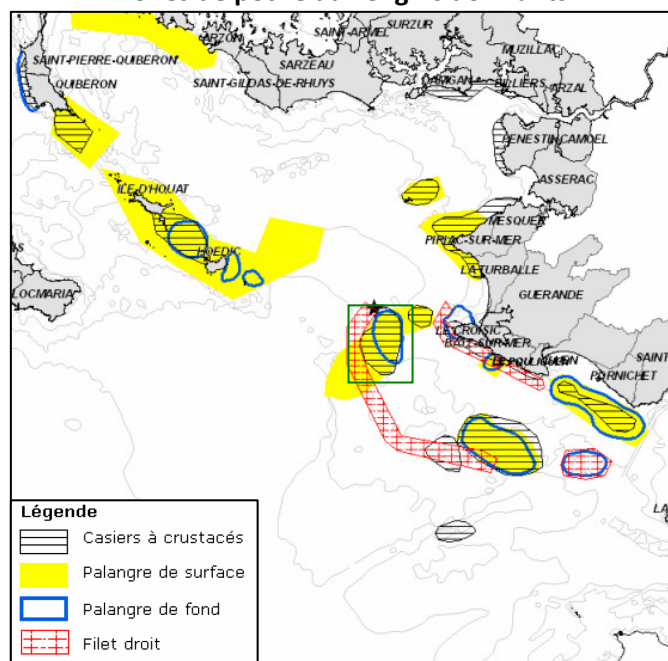 ARZON
SAINT-ARMEL
SURZUR
MUZILLAC
SAINT-PIERRE-QUIBERON
SARZEAU
QUIBERON
SAINT-GILDAS-DE-RHUYS
BILLIERS
ARZAL
PENESTIN
CAMOEL
ASSERAC
ILE-D'HOUAT
MESQUER
HOEDIC
PIRIAC-SUR-MER
LA TURBALLE
LOCMARIA
GUERANDE
LE CROISIC
BATZ-SUR-MER
LE POULIGUEN
SAINT-
PORNICHET
LA
Légende
Casiers à crustacés
Palangre de surface
Palangre de fond
Filet droit